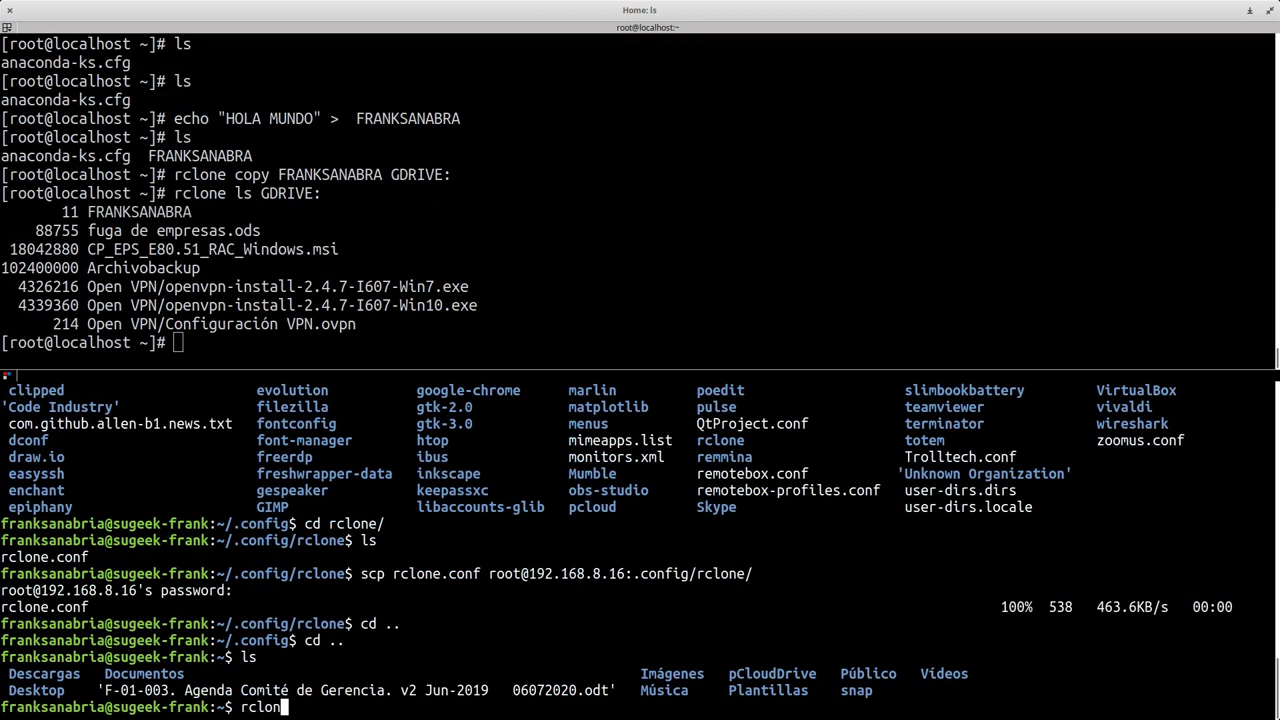 Home: ls
root@localhost:~
[root@localhost ~]# ls
anaconda-ks.cfg
[root@localhost ~]# ls
anaconda-ks.cfg
[root@localhost ~]# echo "HOLA MUNDO" >  FRANKSANABRA
[root@localhost ~]# ls
anaconda-ks.cfg  FRANKSANABRA
[root@localhost ~]# rclone copy FRANKSANABRA GDRIVE:
[root@localhost ~]# rclone ls GDRIVE:
       11 FRANKSANABRA
    88755 fuga de empresas.ods
 18042880 CP_EPS_E80.51_RAC_Windows.msi
102400000 Archivobackup
  4326216 Open VPN/openvpn-install-2.4.7-I607-Win7.exe
  4339360 Open VPN/openvpn-install-2.4.7-I607-Win10.exe
      214 Open VPN/Configuración VPN.ovpn
[root@localhost ~]#
clipped evolution google-chrome marlin poedit slimbookbattery VirtualBox
'Code Industry' filezilla gtk-2.0 matplotlib pulse teamviewer vivaldi
com.github.allen-b1.news.txt fontconfig gtk-3.0 menus QtProject.conf terminator wireshark
dconf font-manager htop mimeapps.list rclone totem zoomus.conf
draw.io freerdp ibus monitors.xml remmina Trolltech.conf
easyssh freshwrapper-data inkscape Mumble remotebox.conf 'Unknown Organization'
enchant gespeaker keepassxc obs-studio remotebox-profiles.conf user-dirs.dirs
epiphany GIMP libaccounts-glib pcloud Skype user-dirs.locale
franksanabria@sugeek-frank:~/.config$ cd rclone/
franksanabria@sugeek-frank:~/.config/rclone$ ls
rclone.conf
franksanabria@sugeek-frank:~/.config/rclone$ scp rclone.conf root@192.168.8.16:.config/rclone/
root@192.168.8.16's password:
rclone.conf 100% 538 463.6KB/s 00:00
franksanabria@sugeek-frank:~/.config/rclone$ cd ..
franksanabria@sugeek-frank:~/.config$ cd ..
franksanabria@sugeek-frank:~$ ls
Descargas Documentos Imágenes pCloudDrive Público Vídeos
Desktop 'F-01-003. Agenda Comité de Gerencia. v2 Jun-2019   06072020.odt' Música Plantillas snap
franksanabria@sugeek-frank:~$ rclon